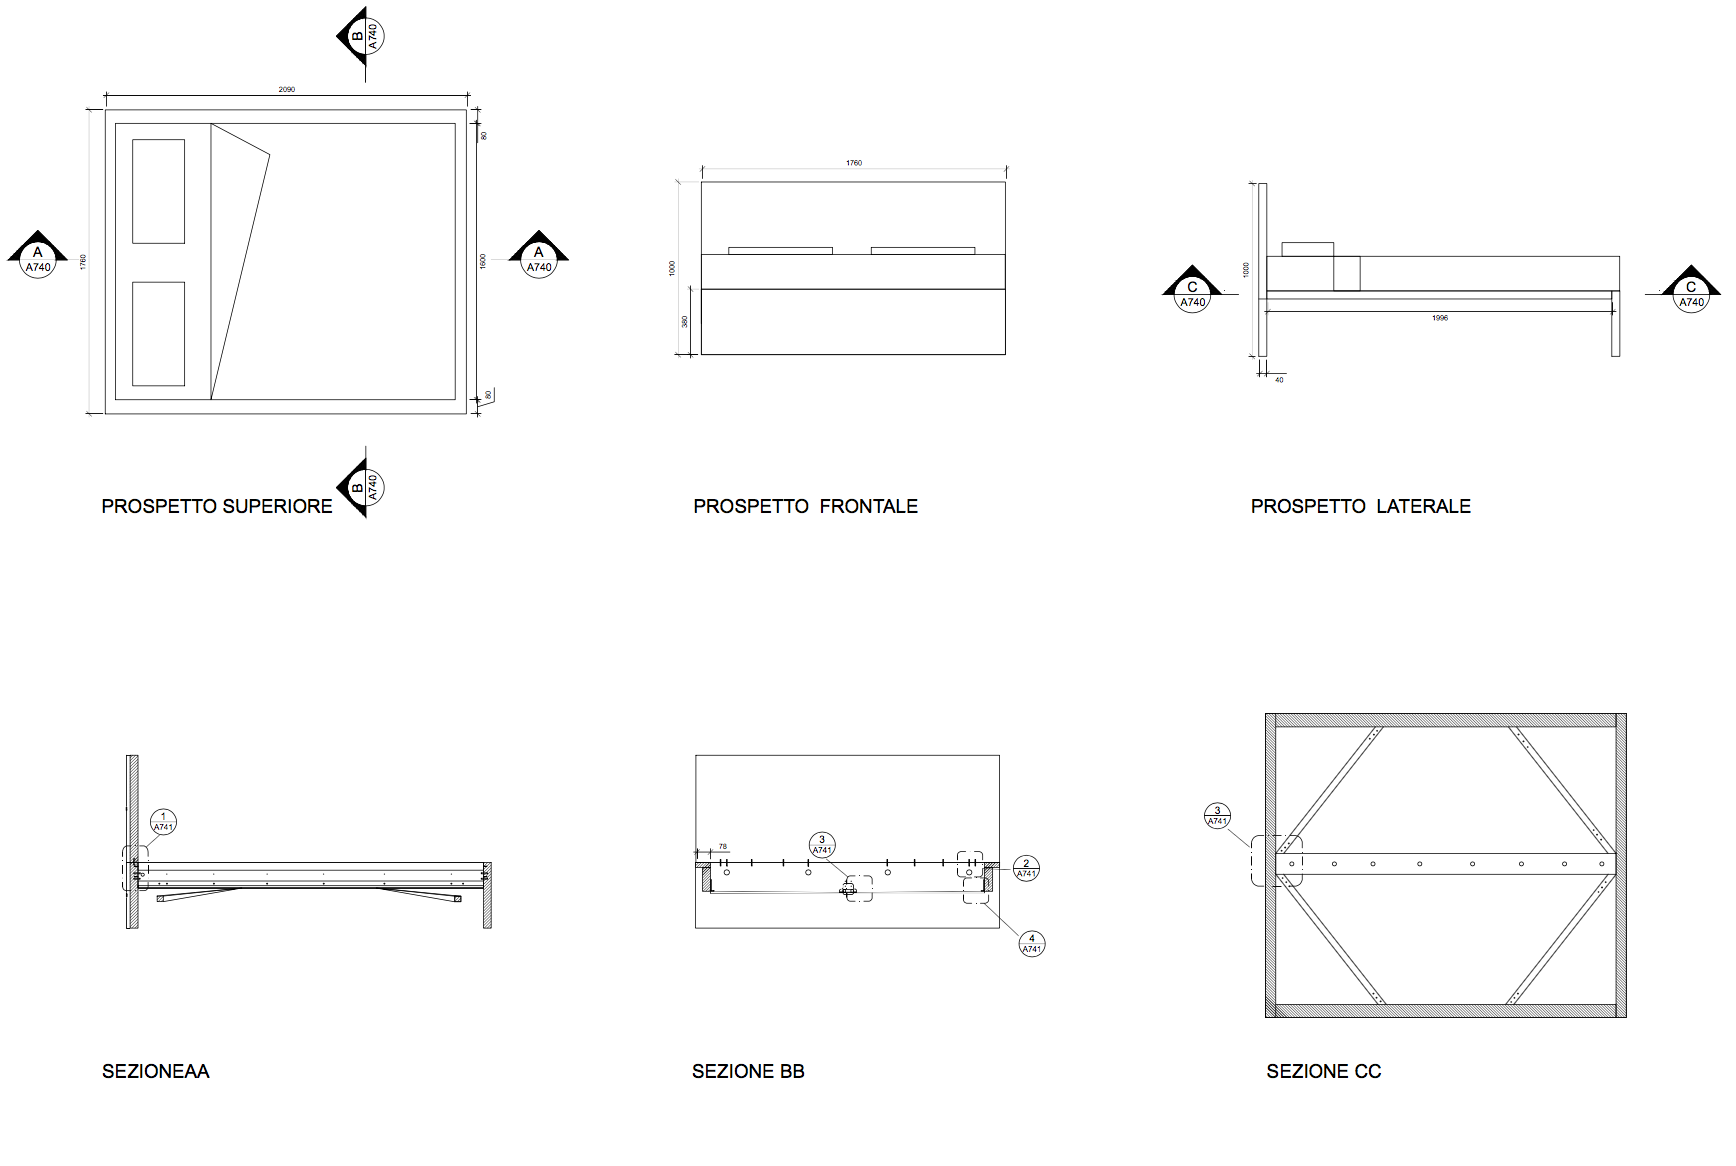 B
A740
2090
80
A
A740
1760
1600
A
A740
80
B
A740
PROSPETTO SUPERIORE
1760
1000
380
PROSPETTO  FRONTALE
1000
C
A740
1996
C
A740
40
PROSPETTO  LATERALE
1
A741
SEZIONEAA
78
3
A741
2
A741
4
A741
SEZIONE BB
3
A741
SEZIONE CC